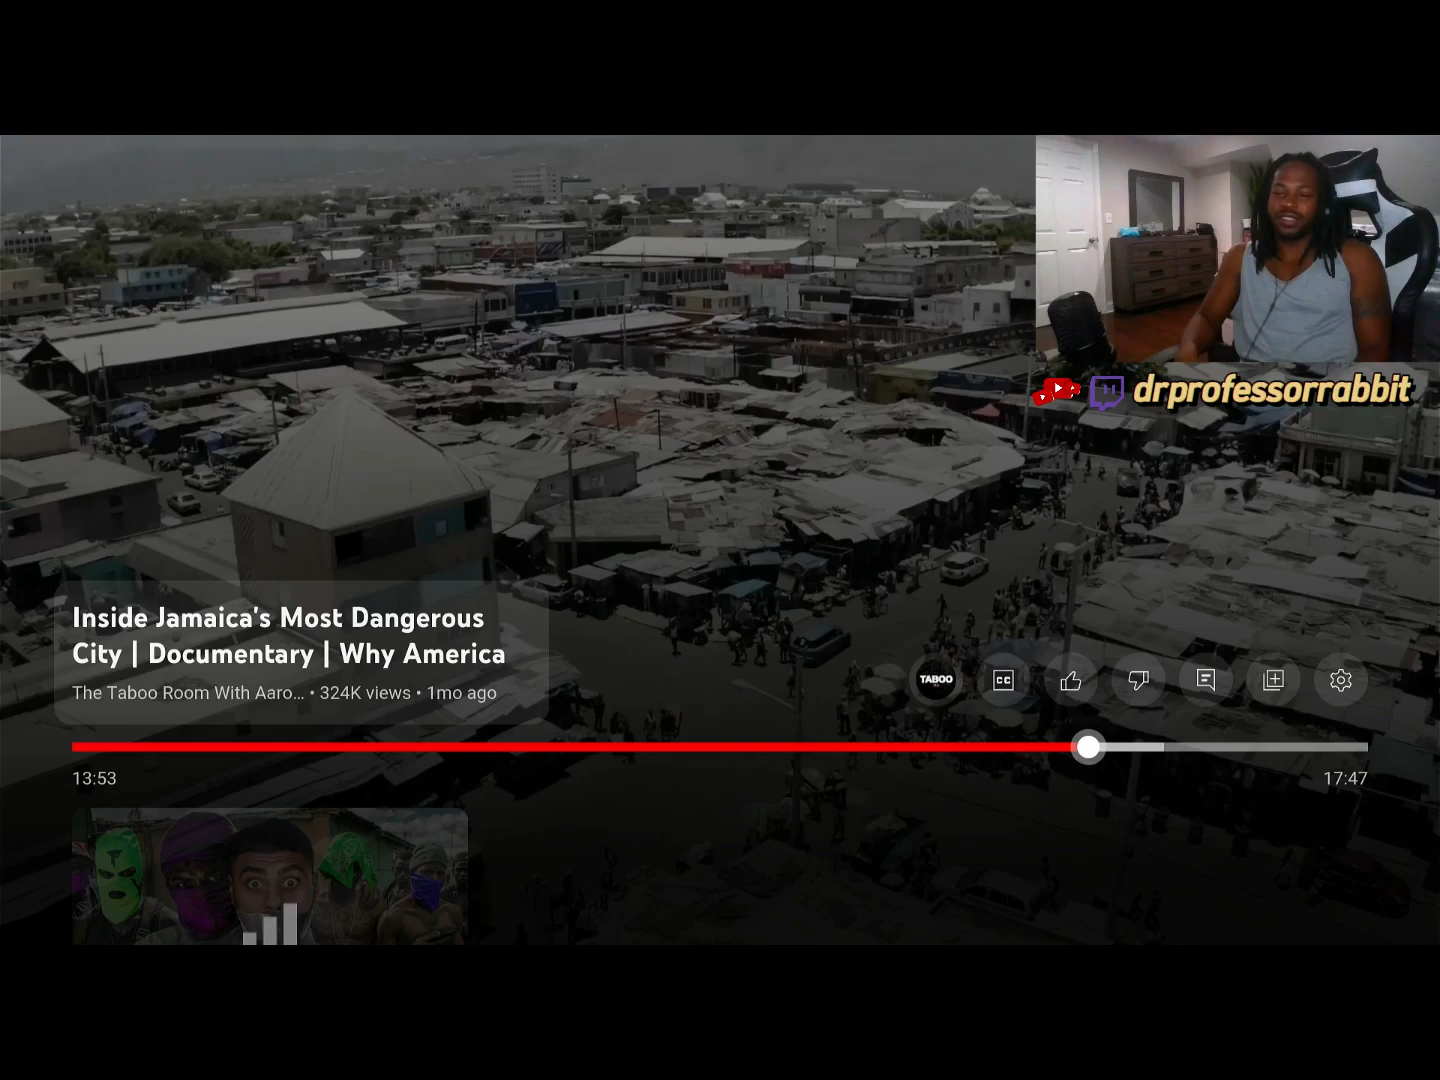 drprofessorrabbit
Inside Jamaica's Most Dangerous
City | Documentary | Why America
The Taboo Room With Aaro... • 324K views • 1mo ago
TABOO
CC
13:53
17:47